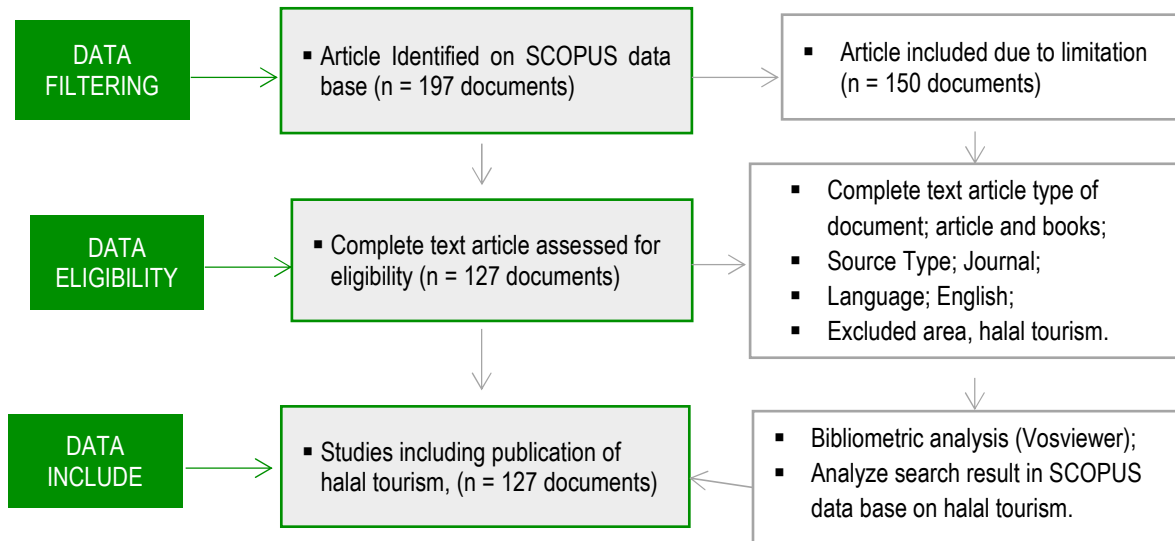 DATA
FILTERING
▪ Article Identified on SCOPUS data
base (n = 197 documents)
▪ Article included due to limitation
(n = 150 documents)
DATA
ELIGIBILITY
▪ Complete text article assessed for
eligibility (n = 127 documents)
▪ Complete text article type of
document; article and books;
▪ Source Type; Journal;
▪ Language; English;
▪ Excluded area, halal tourism.
DATA
INCLUDE
▪ Studies including publication of
halal tourism, (n = 127 documents)
▪ Bibliometric analysis (Vosviewer);
▪ Analyze search result in SCOPUS
data base on halal tourism.